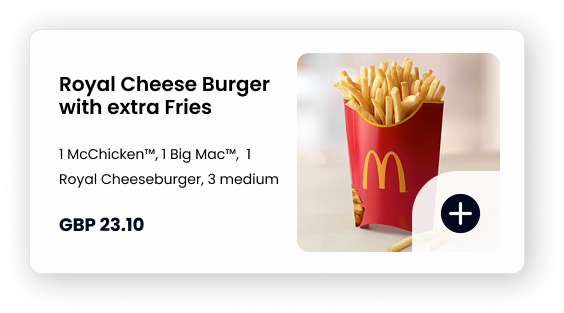 Royal Cheese Burger
with extra Fries
1 McChicken™, 1 Big Mac™, 1
Royal Cheeseburger, 3 medium
GBP 23.10